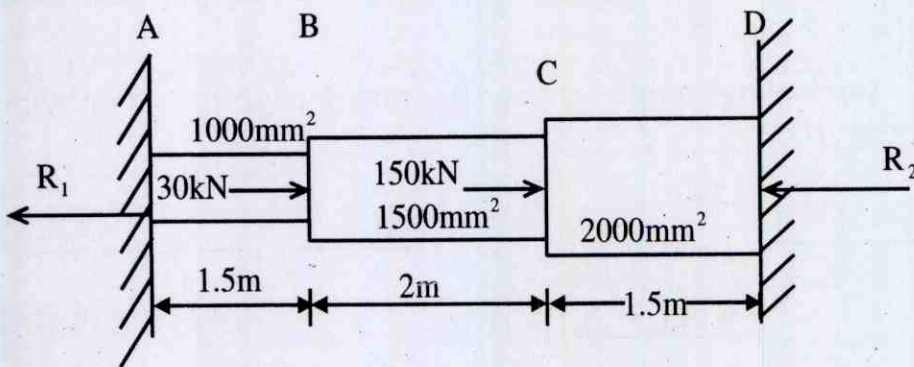 A
B
C
D
1000mm²
R₁
30kN
150kN
1500mm²
2000mm²
R₂
1.5m
2m
1.5m